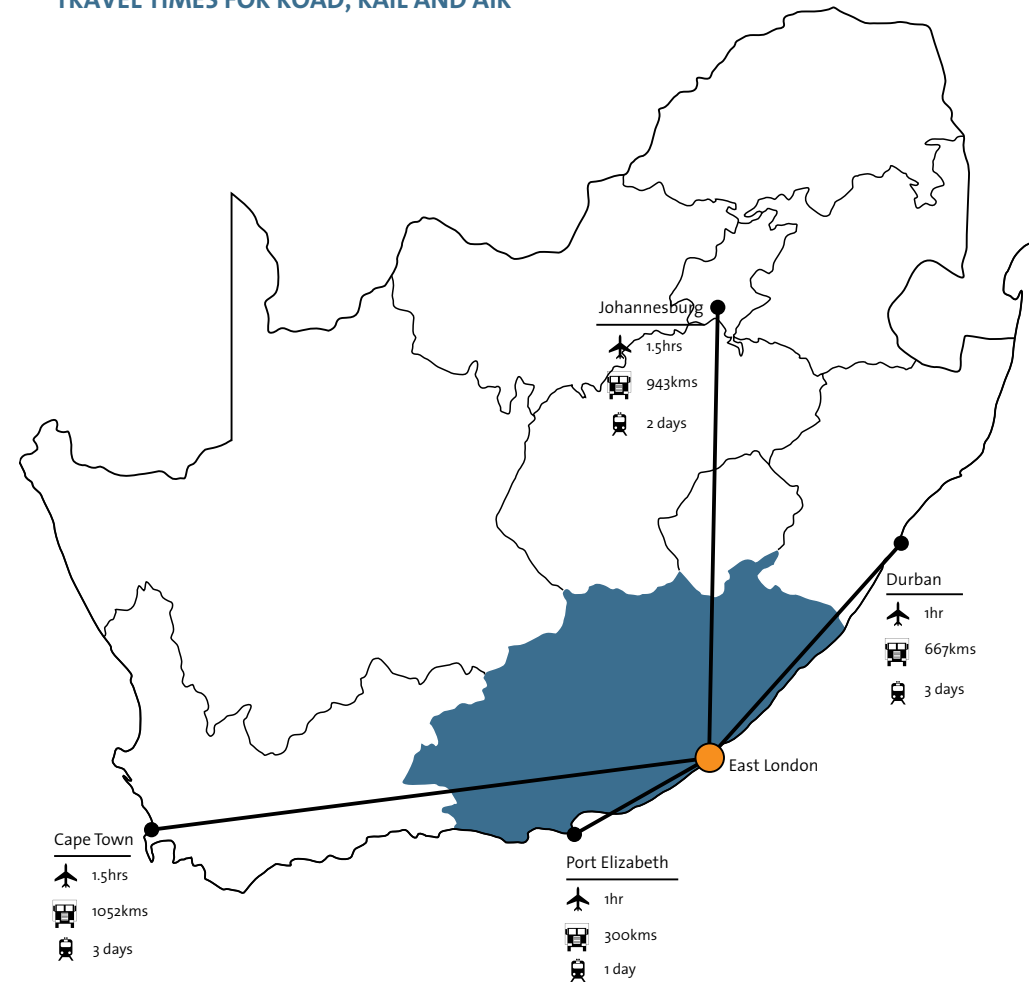 TRAVEL TIMES FOR ROAD, RAIL AND AIR
Johannesburg
1.5hrs
943kms
2 days
Durban
1hr
667kms
3 days
East London
Cape Town
1.5hrs
1052kms
3 days
Port Elizabeth
1hr
300kms
1 day